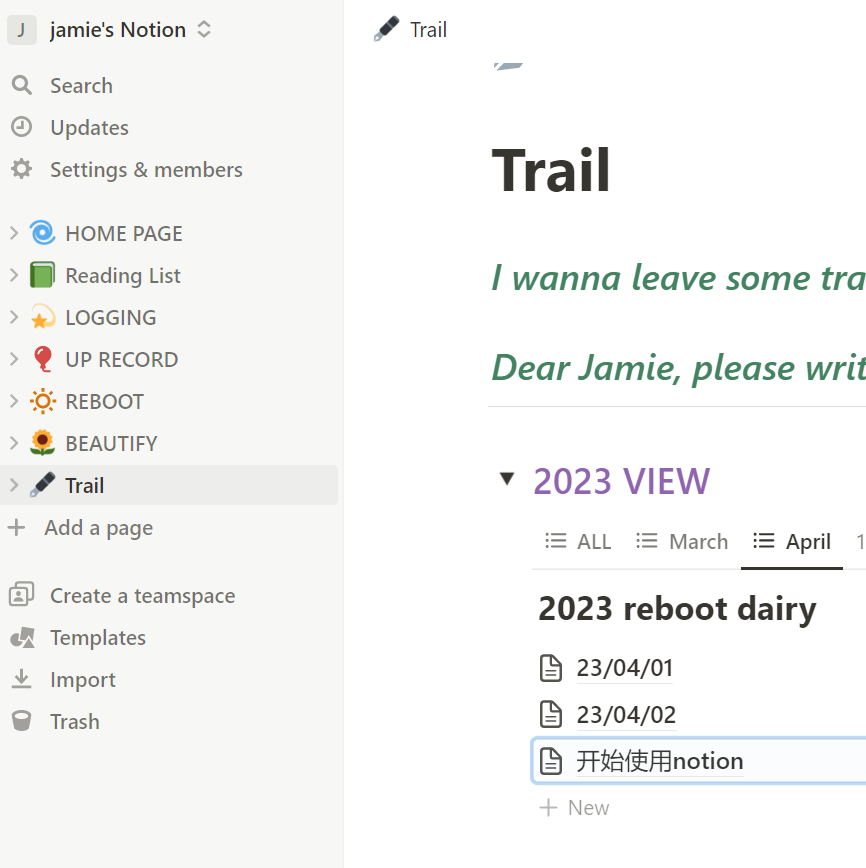 J jamie's Notion
Search
Updates
Settings & members
HOME PAGE
Reading List
LOGGING
UP RECORD
REBOOT
BEAUTIFY
Trail
Add a page
Create a teamspace
Templates
Import
Trash
Trail
Trail
I wanna leave some tra
Dear Jamie, please writ
2023 VIEW
ALL March April 1
2023 reboot dairy
23/04/01
23/04/02
开始使用notion
New